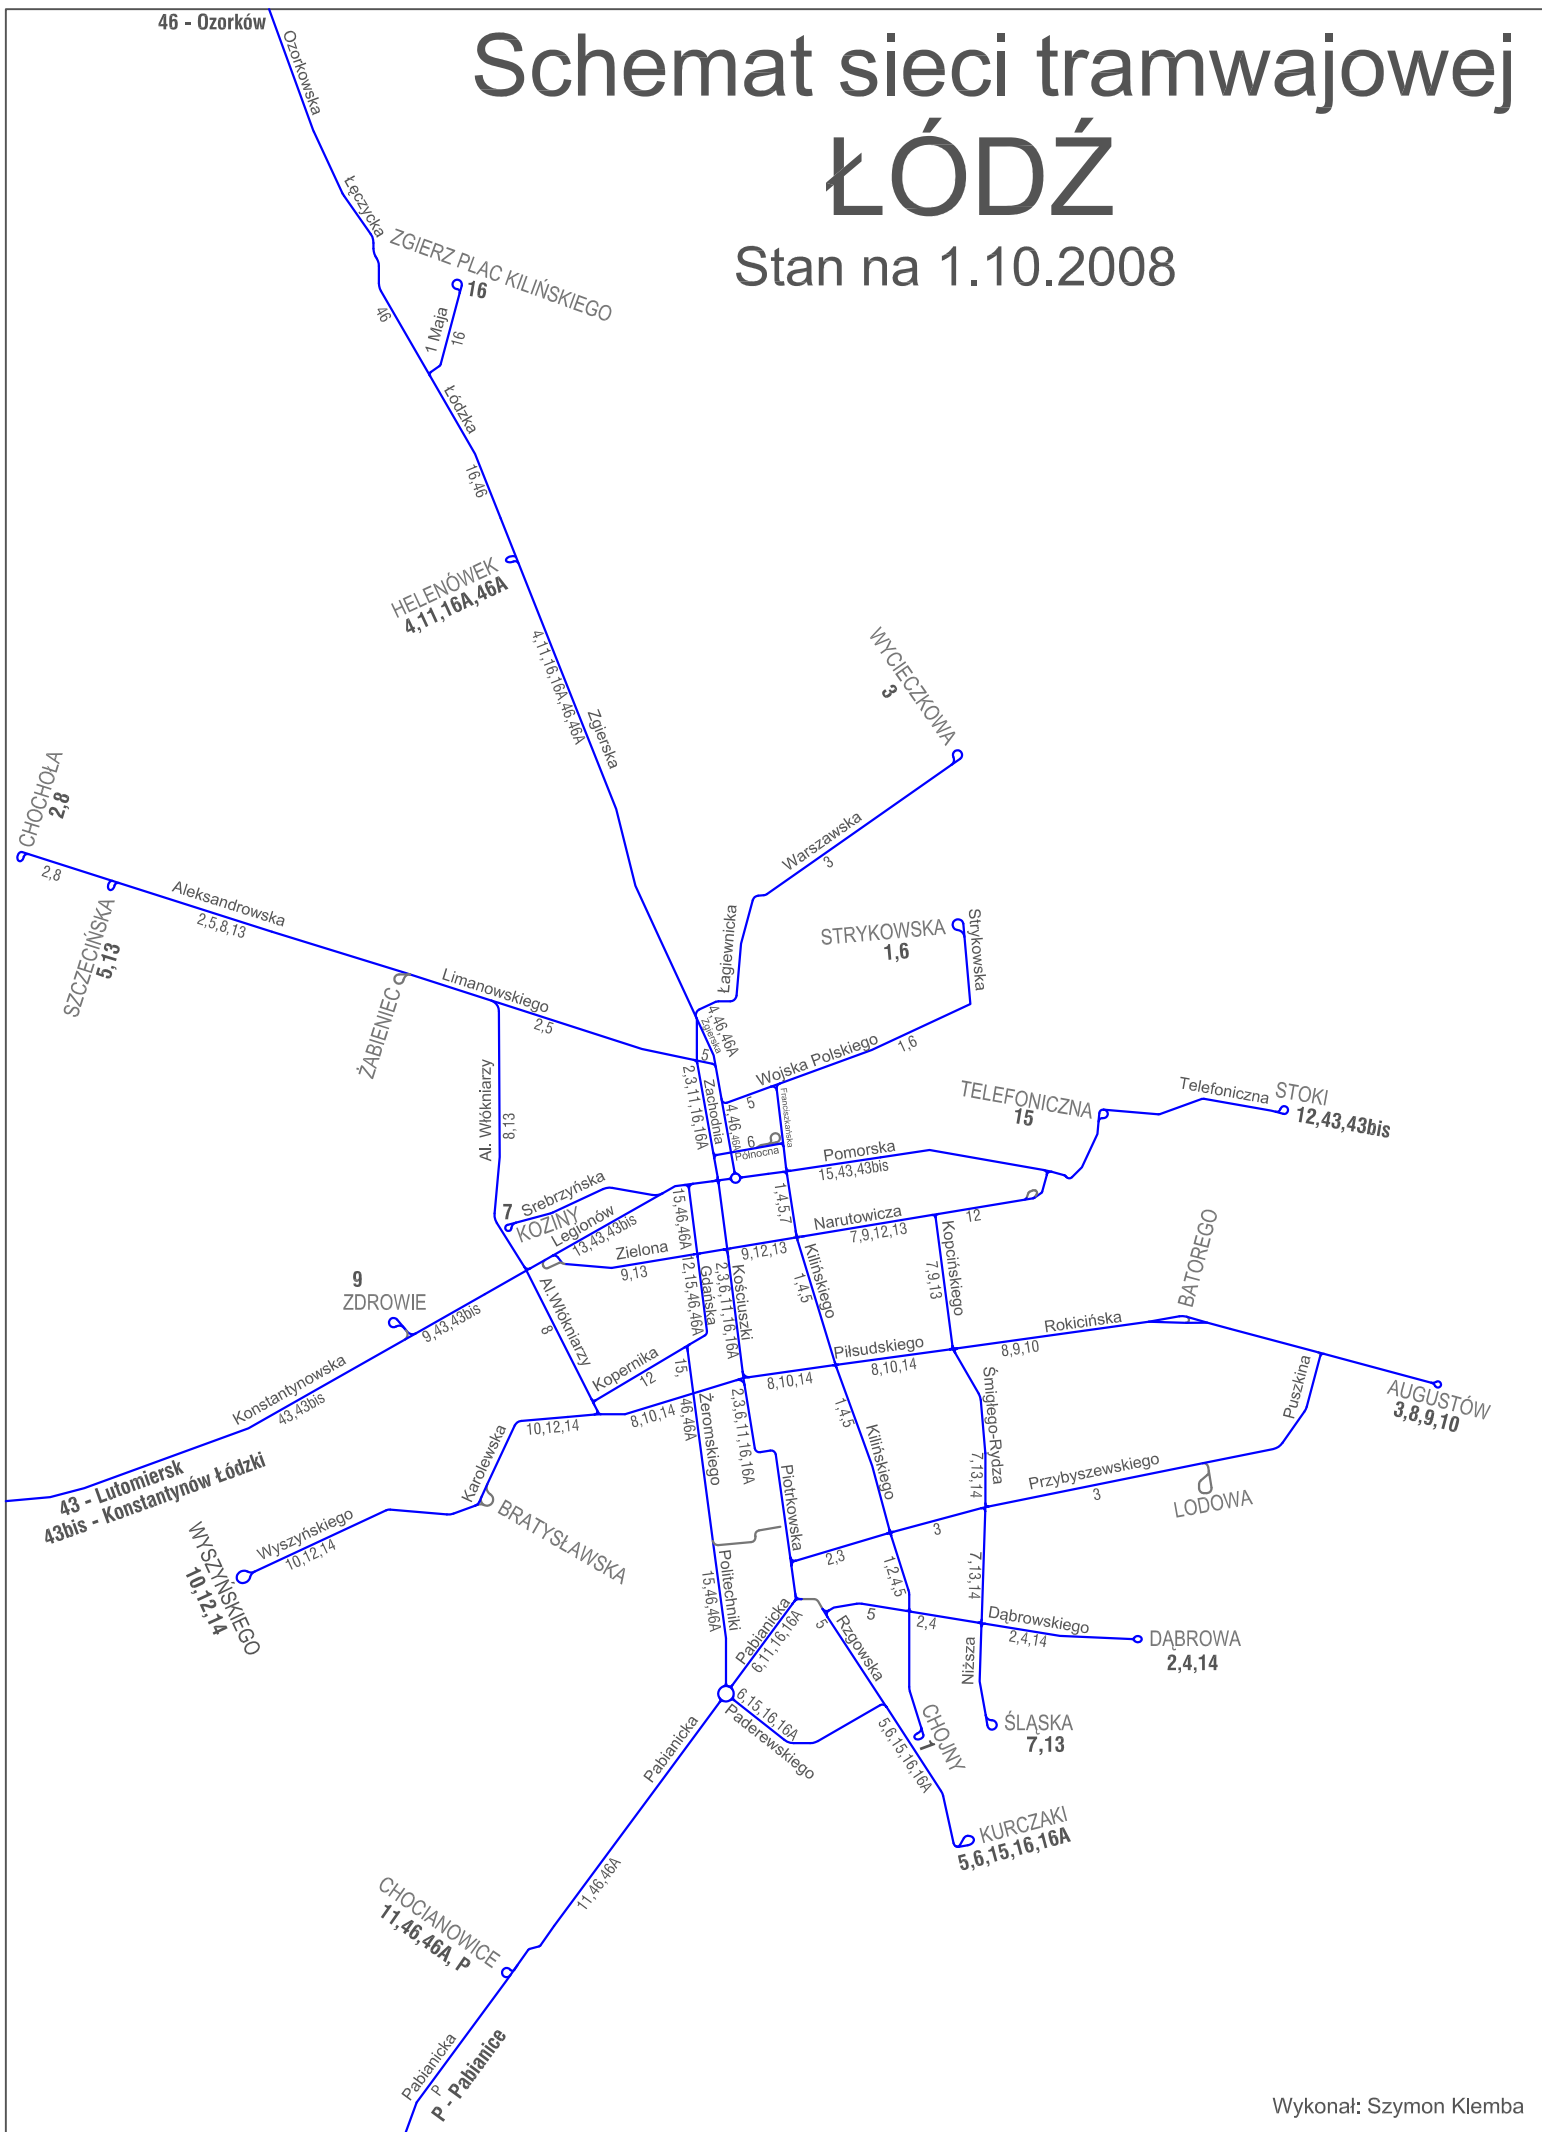 46 - Ozorków
Schemat sieci tramwajowej
ŁÓDŹ
Stan na 1.10.2008
Ozorkowska
Łęczycka
ZGIERZ PLAC KILIŃSKIEGO
16
46
1 Maja
16
Łódzka
16,46
HELENÓWEK
4,11,16A,46A
4,11,16,16A,46,46A
Zgierska
WYCIECZKOWA
3
CHOCHOŁA
2,8
2,8
Warszawska
3
Aleksandrowska
2,5,8,13
SZCZECIŃSKA
5,13
Łagiewnicka
STRYKOWSKA
1,6
Strykowska
ŻABIENIEC
Limanowskiego
2,5
4,46,46A
Zgierska
5
Wojska Polskiego
1,6
Al. Włókniarzy
8,13
2,3,11,16,16A
Zachodnia
5
4,46,46A
Franciszkańska
6
Północna
TELEFONICZNA
15
Telefoniczna
STOKI
12,43,43bis
Pomorska
15,43,43bis
7
Srebrzyńska
KOZINY
Legionów
13,43,43bis
15,46,46A
1,4,5,7
Narutowicza
7,9,12,13
12
Zielona
9,13
9,12,13
Kilińskiego
1,4,5
Kopcińskiego
7,9,13
BATOREGO
9
ZDROWIE
9,43,43bis
Al.Włókniarzy
8
12,15,46,46A
Gdańska
2,3,6,11,16,16A
Kościuszki
Rokicińska
8,9,10
Piłsudskiego
8,10,14
8,10,14
Konstantynowska
43,43bis
Kopernika
12
15,
46,46A
8,10,14
Żeromskiego
2,3,6,11,16,16A
1,4,5
Śmigłego-Rydza
Puszkina
AUGUSTÓW
3,8,9,10
10,12,14
Karolewska
Kilińskiego
7,13,14
Przybyszewskiego
3
LODOWA
43 - Lutomiersk
43bis - Konstantynów Łódzki
BRATYSŁAWSKA
Piotrkowska
Wyszyńskiego
10,12,14
WYSZYŃSKIEGO
10,12,14
3
2,3
Politechniki
15,46,46A
1,2,4,5
7,13,14
Pabianicka
6,11,16,16A
5
Rzgowska
5
2,4
Dąbrowskiego
2,4,14
DĄBROWA
2,4,14
Niższa
6,15,16,16A
Paderewskiego
CHOJNY
1
ŚLĄSKA
7,13
Pabianicka
5,6,15,16,16A
KURCZAKI
5,6,15,16,16A
11,46,46A
CHOCIANOWICE
11,46,46A, P
Pabianicka
P
P - Pabianice
Wykonał: Szymon Klemba